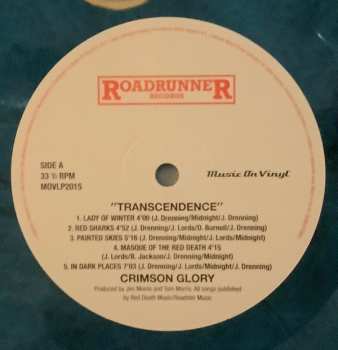 ROADRUNNER
RECORDS
SIDE A
33 ⅓ RPM
MOVLP2015
Music On Vinyl
"TRANSCENDENCE"
1. LADY OF WINTER 4'00 (J. Drenning/Midnight/J. Drenning)
2. RED SHARKS 4'52 (J. Drenning/J. Lords/D. Burnell/J. Drenning)
3. PAINTED SKIES 5'16 (J. Drenning/Midnight/J. Lords/Midnight)
4. MASQUE OF THE RED DEATH 4'15
(J. Lords/B. Jackson/J. Drenning/Midnight)
5. IN DARK PLACES 7'03 (J. Drenning/J. Lords/Midnight/J. Drenning)
CRIMSON GLORY
Produced by Jim Morris and Tom Morris. All songs published
by Red Death Music/Roadster Music